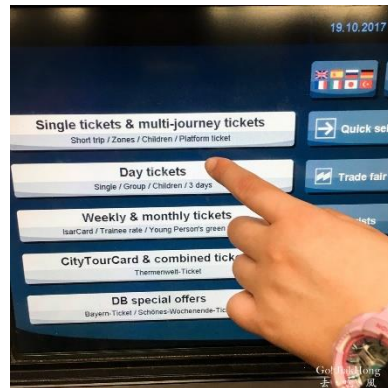 19.10.2017
Single tickets & multi-journey tickets
Short trip / Zones / Children / Platform ticket
Quick
Day tickets
Single / Group / Children / 3 days
Trade fair
Weekly & monthly tickets
IsarCard / Trainee rate / Young Person's green
CityTourCard & combined
Thermenwelt-Ticket
DB special offers
Bayern-Ticket / Schönes-Wochenende-